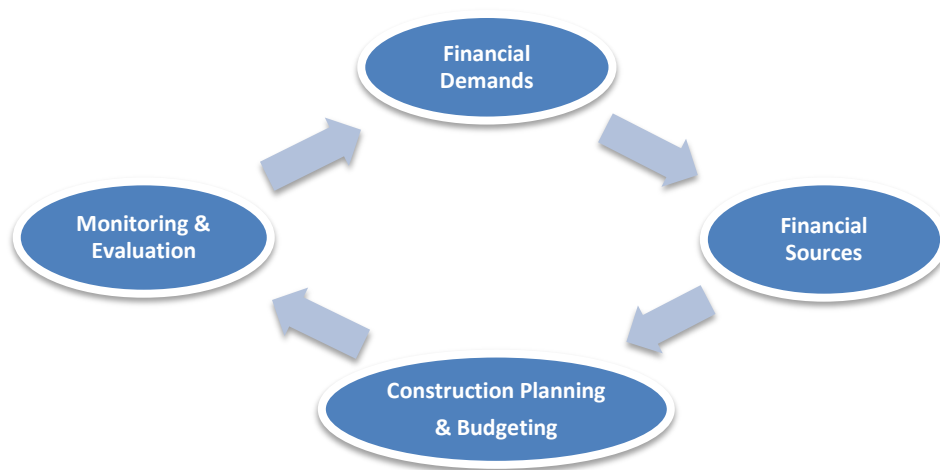 Financial
Demands
Monitoring &
Evaluation
Financial
Sources
Construction Planning
& Budgeting